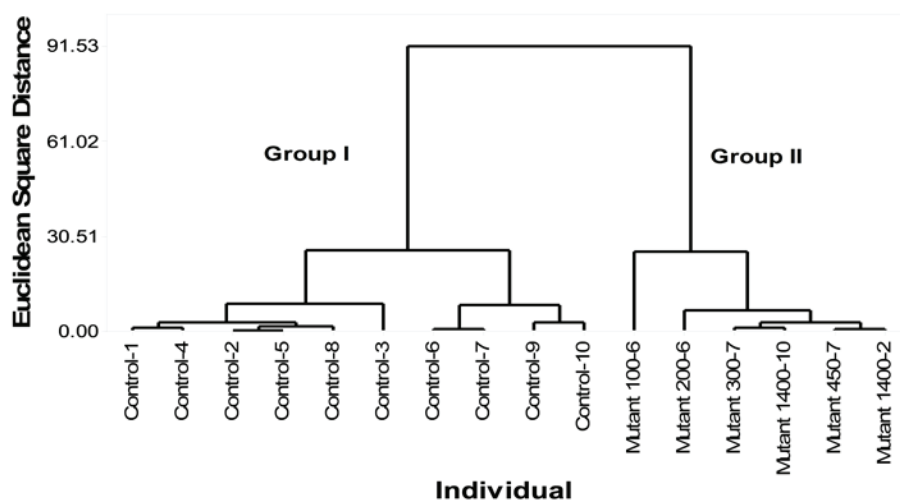 Euclidean Square Distance
91.53
61.02
30.51
0.00
Group I
Group II
Control-1
Control-4
Control-2
Control-5
Control-8
Control-3
Control-6
Control-7
Control-9
Control-10
Mutant 100-6
Mutant 200-6
Mutant 300-7
Mutant 1400-10
Mutant 450-7
Mutant 1400-2
Individual